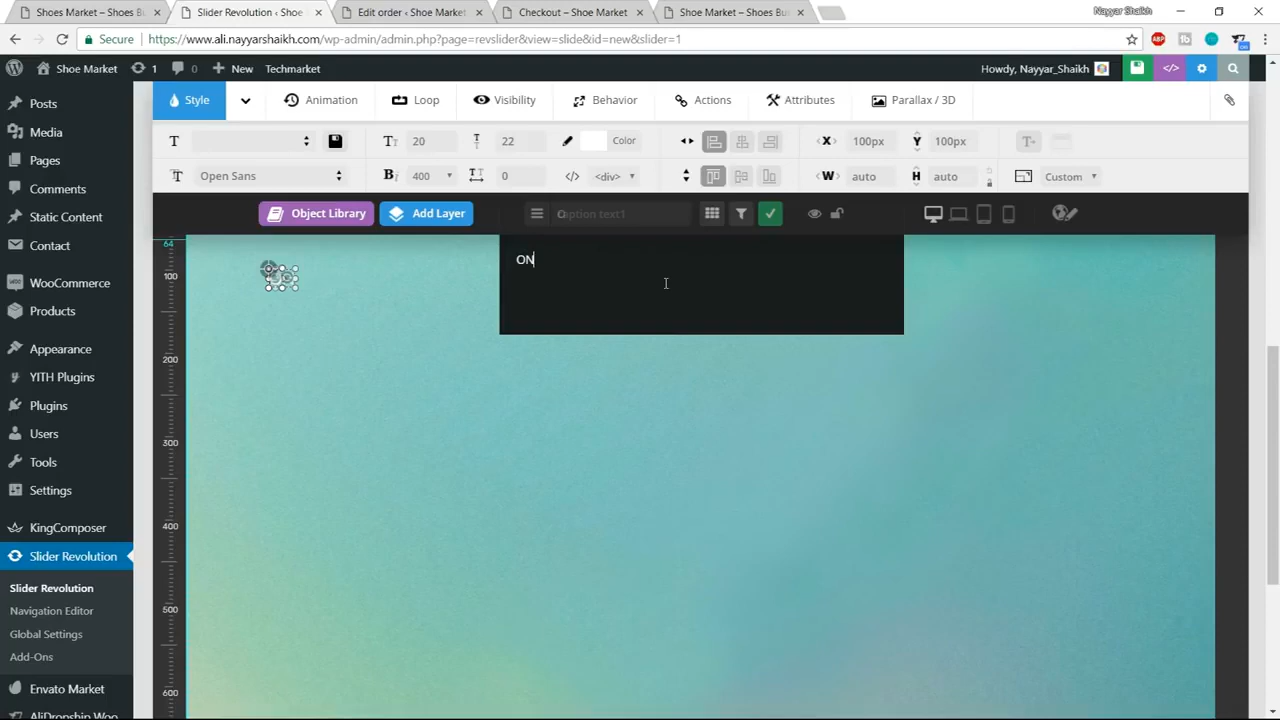 Shoes Market – Shoes Bu
Slider Revolution ‹ Shoe
Edit order ‹ Shoe Market
Checkout – Shoe Market
Shoe Market – Shoes Bu
Nayyar Shaikh
Secure https://www.ali.nayyarshaikh.com/wp-admin/admin.php?page=revslider&view=slide&id=new&slider=1
Shoe Market 1 0 New Techmarket Howdy, Nayyar_Shaikh
Posts
Media
Pages
Comments
Static Content
Contact
WooCommerce
Products
Appearance
YITH Plugins
Plugins
Users
Tools
Settings
KingComposer
Slider Revolution
Slider Revolution
Navigation Editor
Global Settings
Add-Ons
Envato Market
AliDropship Woo
Style Animation Loop Visibility Behavior Actions Attributes Parallax / 3D
20 22 Color 100px 100px
Open Sans 400 0 <div> auto auto Custom
Object Library Add Layer Caption text1
ON
64
100
200
300
400
500
600